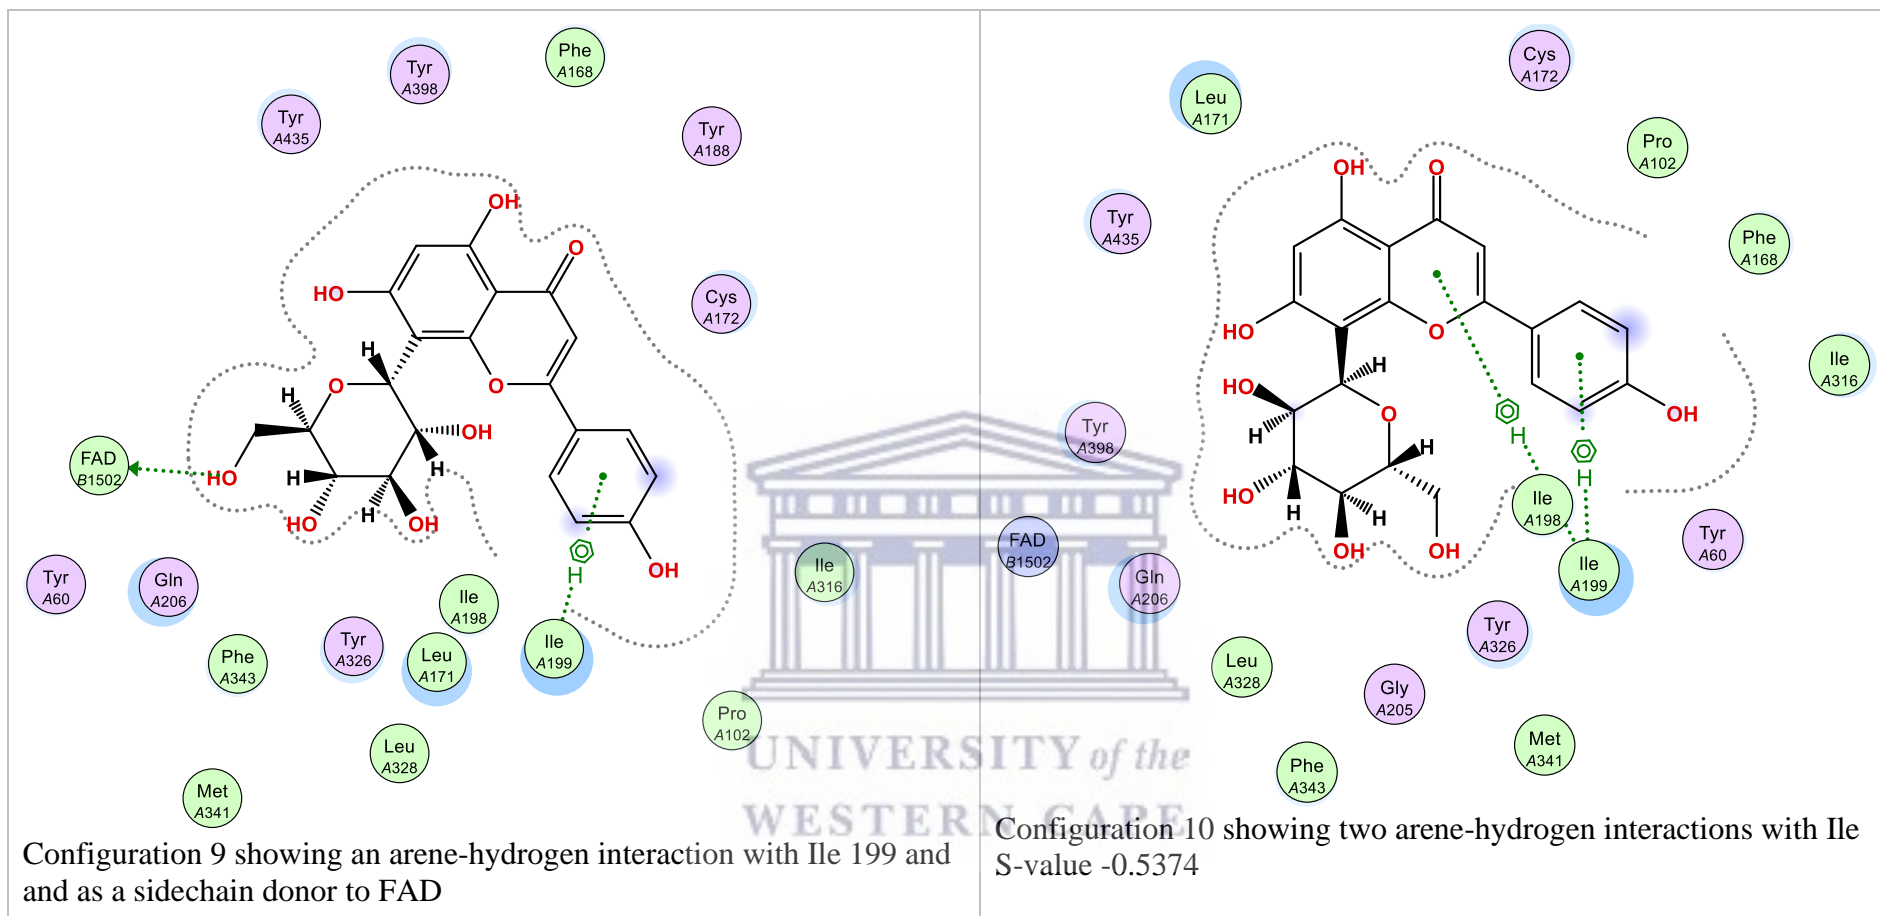 Phe
A168
Tyr
A398
Tyr
A435
Tyr
A188
OH
O
HO
Cys
A172
H
O
O
H
OH
H
FAD
B1502
HO
H
HO
H
OH
H
OH
Tyr
A60
Gln
A206
Ile
A198
Tyr
A326
Leu
A171
Ile
A199
Phe
A343
Leu
A328
Met
A341
Pro
A102
Ile
A316
Configuration 9 showing an arene-hydrogen interaction with Ile 199 and
and as a sidechain donor to FAD
Cys
A172
Leu
A171
Pro
A102
OH
O
Tyr
A435
Phe
A168
HO
O
Ile
A316
H
HO
O
OH
H
H
Tyr
A398
H
H
HO
H
H
Ile
A198
OH
OH
FAD
B1502
Gln
A206
Ile
A199
Tyr
A60
Tyr
A326
Leu
A328
Gly
A205
Met
A341
Phe
A343
UNIVERSITY of the
WESTERN CAPE
Configuration 10 showing two arene-hydrogen interactions with Ile
S-value -0.5374